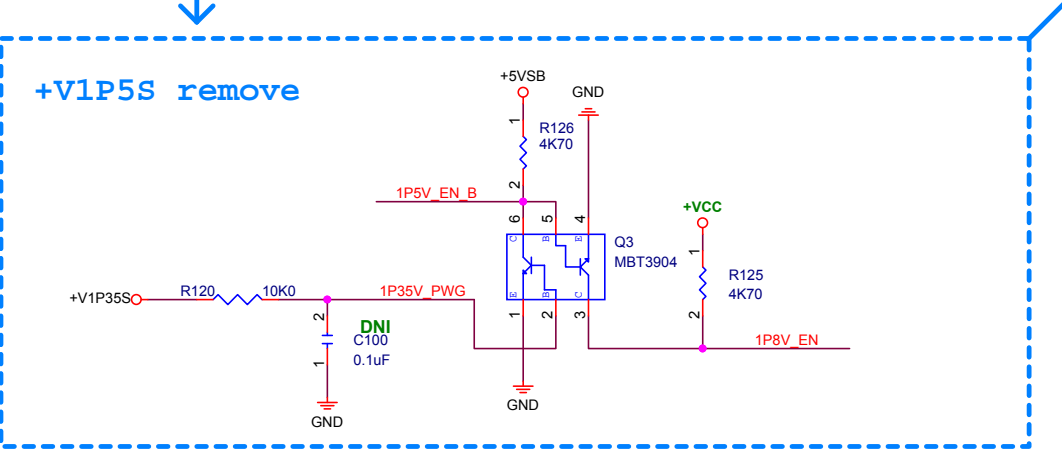 +V1P5S remove
+5VSB
GND
1
R126
4K70
2
1P5V_EN_B
6
5
4
C
B
E
Q3
MBT3904
E
B
C
1
2
3
+VCC
1
R125
4K70
2
1P8V_EN
+V1P35S
R120
10K0
1P35V_PWG
2
DNI
C100
0.1uF
1
GND
GND